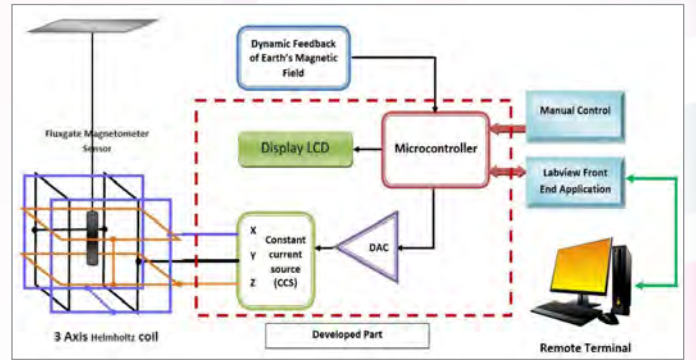 Dynamic Feedback
of Earth's Magnetic
Field
Fluxgate Magnetometer
Sensor
Manual Control
Display LCD
Microcontroller
Labview Front
End Application
X
Y
Z
Constant
current
source
(CCS)
DAC
3 Axis Helmholtz coil
Developed Part
Remote Terminal